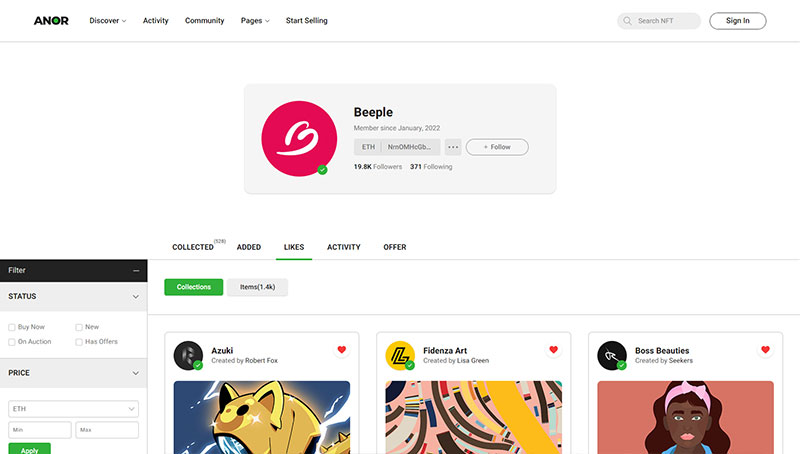 ANOR Discover Activity Community Pages Start Selling Search NFT Sign In
Beeple
Member since January, 2022
ETH NrnOMHcGb... ••• + Follow
19.8K Followers 371 Following
COLLECTED (528) ADDED LIKES ACTIVITY OFFER
Filter
Collections Items(1.4k)
STATUS
Buy Now New
On Auction Has Offers
PRICE
ETH
Min Max
Apply
Azuki
Created by Robert Fox
Fidenza Art
Created by Lisa Green
Boss Beauties
Created by Seekers